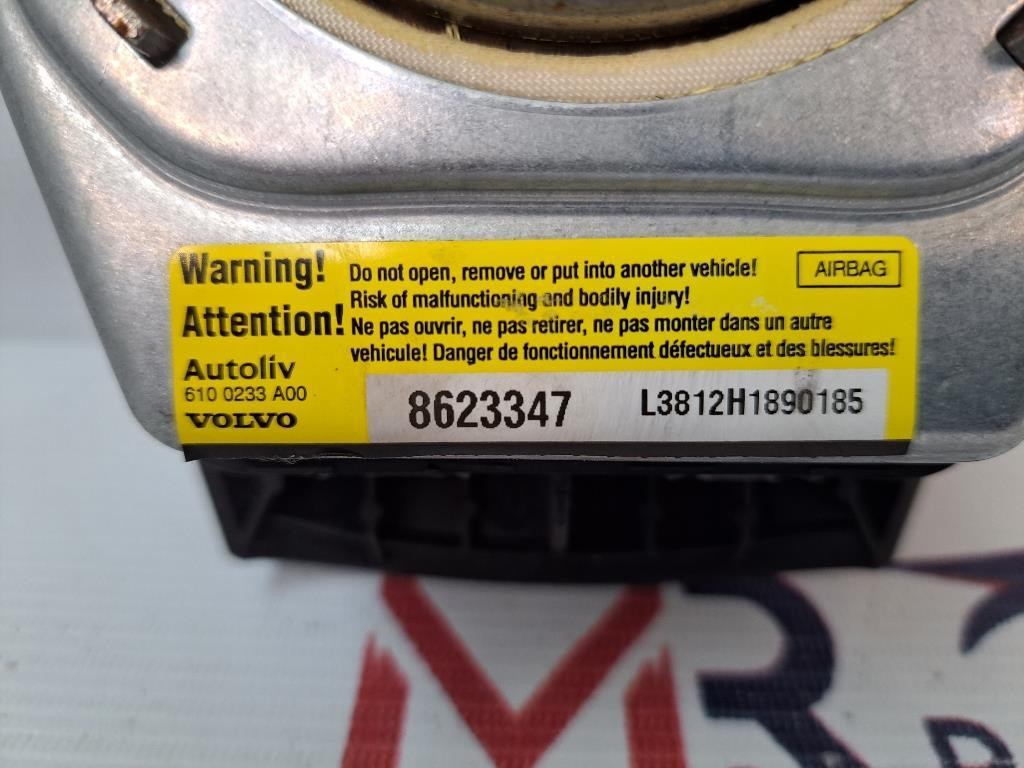 Warning!
Attention!
Do not open, remove or put into another vehicle!
Risk of malfunctioning and bodily injury!
Ne pas ouvrir, ne pas retirer, ne pas monter dans un autre
vehicule! Danger de fonctionnement défectueux et des blessures!
AIRBAG
Autoliv
610 0233 A00
VOLVO
8623347
L3812H1890185
MR